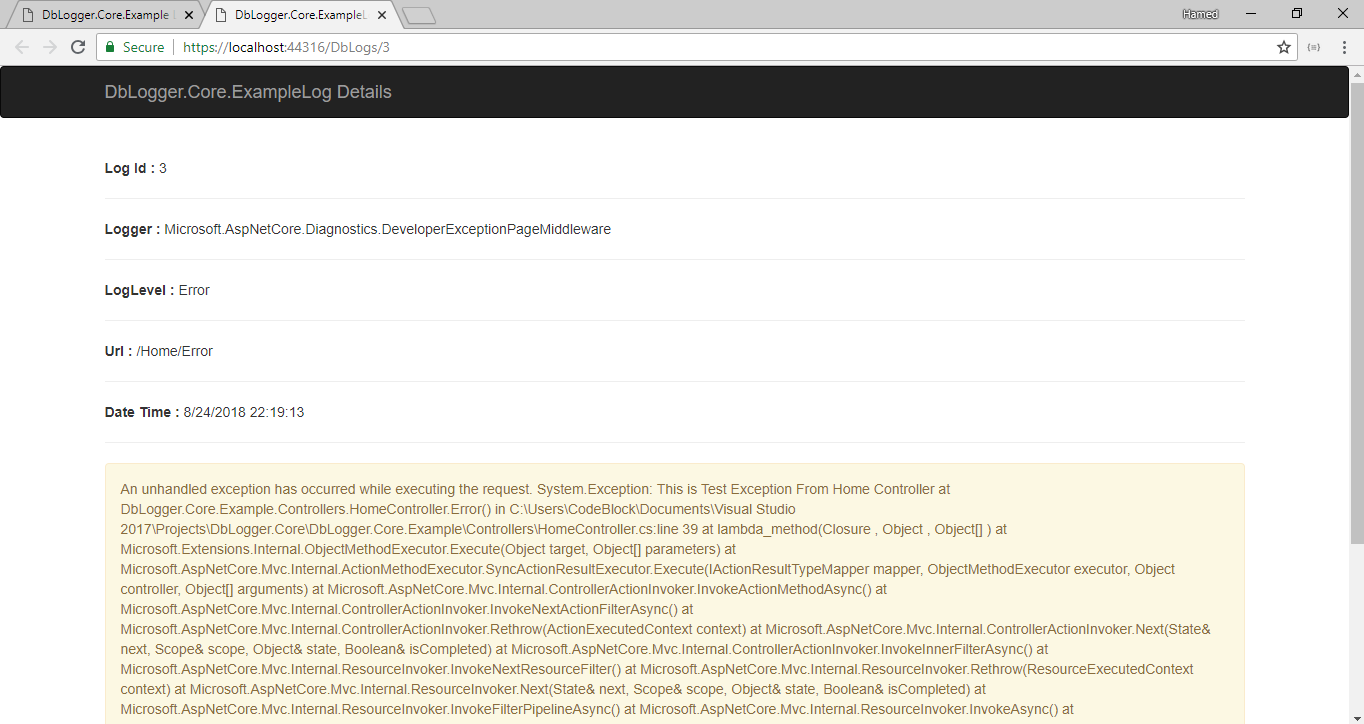 DbLogger.Core.Example
DbLogger.Core.ExampleL
Hamed
Secure
https://localhost:44316/DbLogs/3
DbLogger.Core.ExampleLog Details
Log Id : 3
Logger : Microsoft.AspNetCore.Diagnostics.DeveloperExceptionPageMiddleware
LogLevel : Error
Url : /Home/Error
Date Time : 8/24/2018 22:19:13
An unhandled exception has occurred while executing the request. System.Exception: This is Test Exception From Home Controller at
DbLogger.Core.Example.Controllers.HomeController.Error() in C:\Users\CodeBlock\Documents\Visual Studio
2017\Projects\DbLogger.Core\DbLogger.Core.Example\Controllers\HomeController.cs:line 39 at lambda_method(Closure , Object , Object[] ) at
Microsoft.Extensions.Internal.ObjectMethodExecutor.Execute(Object target, Object[] parameters) at
Microsoft.AspNetCore.Mvc.Internal.ActionMethodExecutor.SyncActionResultExecutor.Execute(IActionResultTypeMapper mapper, ObjectMethodExecutor executor, Object
controller, Object[] arguments) at Microsoft.AspNetCore.Mvc.Internal.ControllerActionInvoker.InvokeActionMethodAsync() at
Microsoft.AspNetCore.Mvc.Internal.ControllerActionInvoker.InvokeNextActionFilterAsync() at
Microsoft.AspNetCore.Mvc.Internal.ControllerActionInvoker.Rethrow(ActionExecutedContext context) at Microsoft.AspNetCore.Mvc.Internal.ControllerActionInvoker.Next(State&
next, Scope& scope, Object& state, Boolean& isCompleted) at Microsoft.AspNetCore.Mvc.Internal.ControllerActionInvoker.InvokeInnerFilterAsync() at
Microsoft.AspNetCore.Mvc.Internal.ResourceInvoker.InvokeNextResourceFilter() at Microsoft.AspNetCore.Mvc.Internal.ResourceInvoker.Rethrow(ResourceExecutedContext
context) at Microsoft.AspNetCore.Mvc.Internal.ResourceInvoker.Next(State& next, Scope& scope, Object& state, Boolean& isCompleted) at
Microsoft.AspNetCore.Mvc.Internal.ResourceInvoker.InvokeFilterPipelineAsync() at Microsoft.AspNetCore.Mvc.Internal.ResourceInvoker.InvokeAsync() at